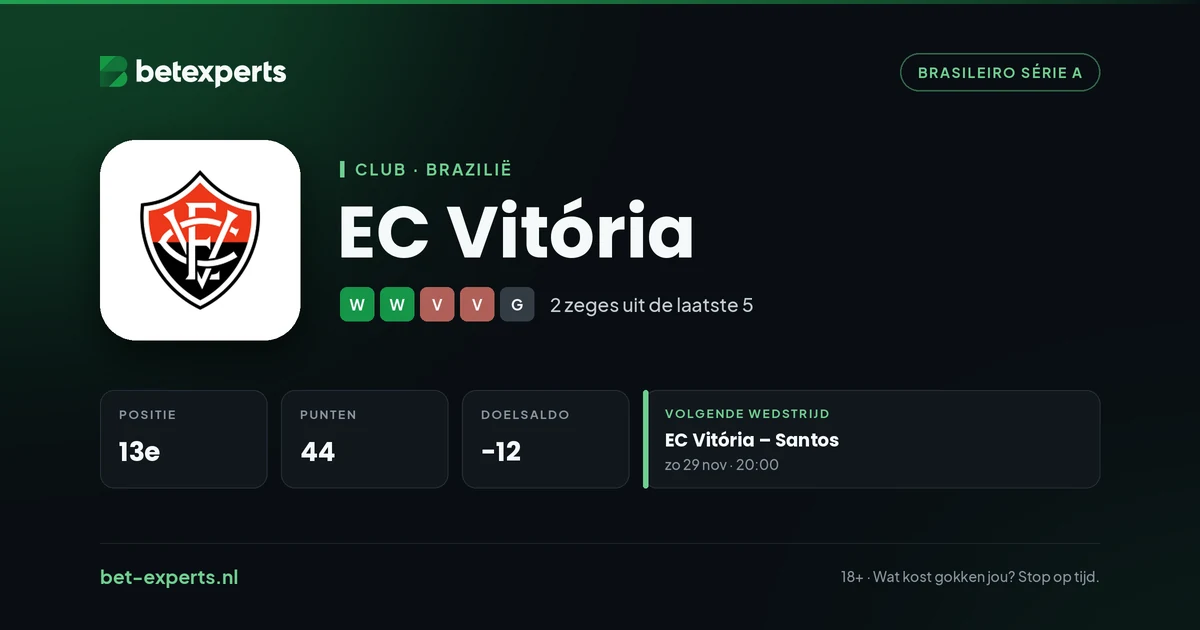 betexperts
BRASILEIRO SÉRIE A
CLUB · BRAZILIË
EC Vitória
W W V V G 2 zeges uit de laatste 5
POSITIE
13e
PUNTEN
44
DOELSALDO
-12
VOLGENDE WEDSTRIJD
EC Vitória – Santos
zo 29 nov · 20:00
bet-experts.nl
18+ · Wat kost gokken jou? Stop op tijd.